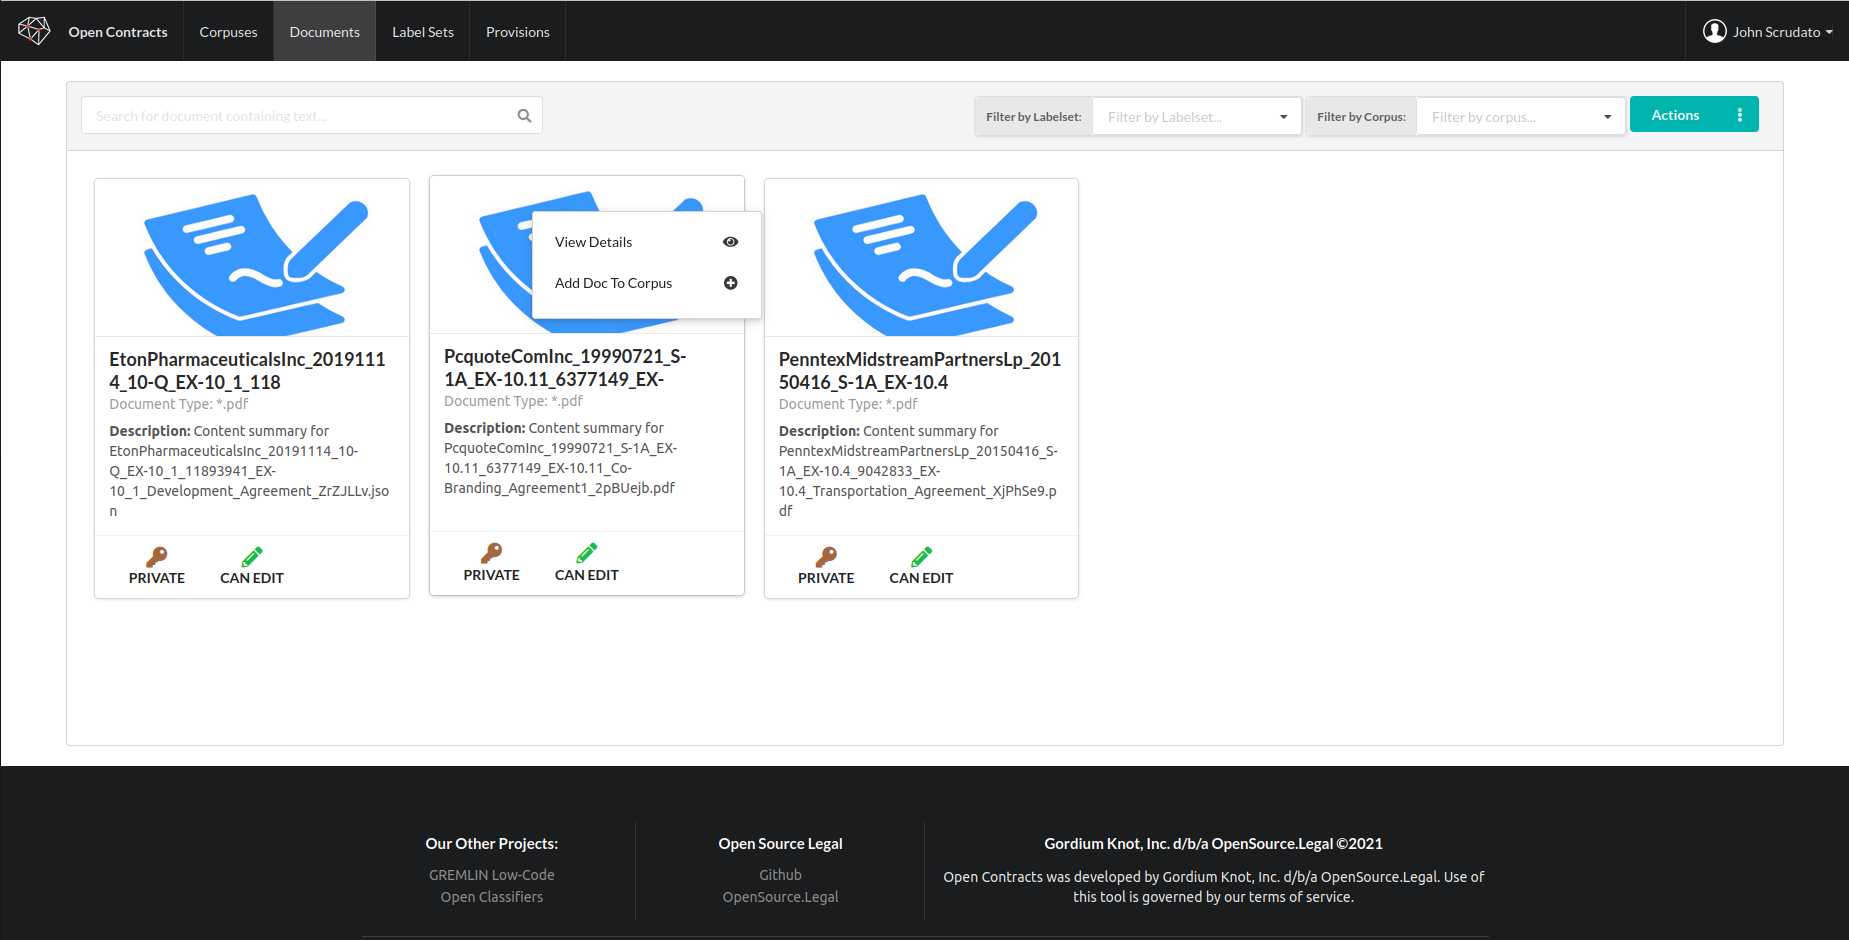 Open Contracts
Corpuses
Documents
Label Sets
Provisions
John Scrudato
Search for document containing text...
Filter by Labelset:
Filter by Labelset...
Filter by Corpus:
Filter by corpus...
Actions
View Details
Add Doc To Corpus
EtonPharmaceuticalsInc_2019111
4_10-Q_EX-10_1_118
Document Type: *.pdf
Description: Content summary for
EtonPharmaceuticalsInc_20191114_10-
Q_EX-10_1_11893941_EX-
10_1_Development_Agreement_ZrZJLLv.jso
n
PRIVATE
CAN EDIT
PcquoteComInc_19990721_S-
1A_EX-10.11_6377149_EX-
Document Type: *.pdf
Description: Content summary for
PcquoteComInc_19990721_S-1A_EX-
10.11_6377149_EX-10.11_Co-
Branding_Agreement1_2pBUejb.pdf
PRIVATE
CAN EDIT
PenntexMidstreamPartnersLp_201
50416_S-1A_EX-10.4
Document Type: *.pdf
Description: Content summary for
PenntexMidstreamPartnersLp_20150416_S-
1A_EX-10.4_9042833_EX-
10.4_Transportation_Agreement_XjPhSe9.p
df
PRIVATE
CAN EDIT
Our Other Projects:
GREMLIN Low-Code
Open Classifiers
Open Source Legal
Github
OpenSource.Legal
Gordium Knot, Inc. d/b/a OpenSource.Legal ©2021
Open Contracts was developed by Gordium Knot, Inc. d/b/a OpenSource.Legal. Use of
this tool is governed by our terms of service.